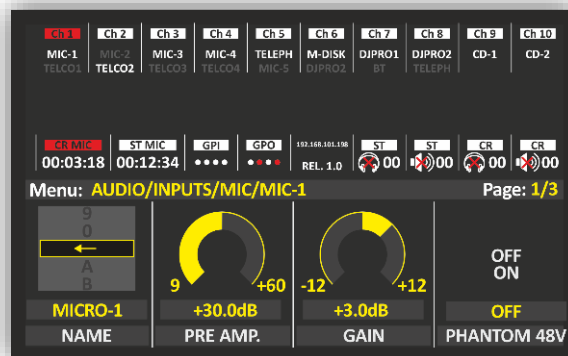 Ch 1 Ch 2 Ch 3 Ch 4 Ch 5 Ch 6 Ch 7 Ch 8 Ch 9 Ch 10
MIC-1 MIC-2 MIC-3 MIC-4 TELEPH M-DISK DJPRO1 DJPRO2 CD-1 CD-2
TELCO1 TELCO2 TELCO3 TELCO4 MIC-5 DJPRO2 BT TELEPH
CR MIC ST MIC GPI GPO 192.168.101.198 ST ST CR CR
00:03:18 00:12:34 REL. 1.0 00 00 00 00
Menu: AUDIO/INPUTS/MIC/MIC-1 Page: 1/3
9
0
←
A
B
9 +60 -12 +12
OFF
ON
MICRO-1 +30.0dB +3.0dB OFF
NAME PRE AMP. GAIN PHANTOM 48V